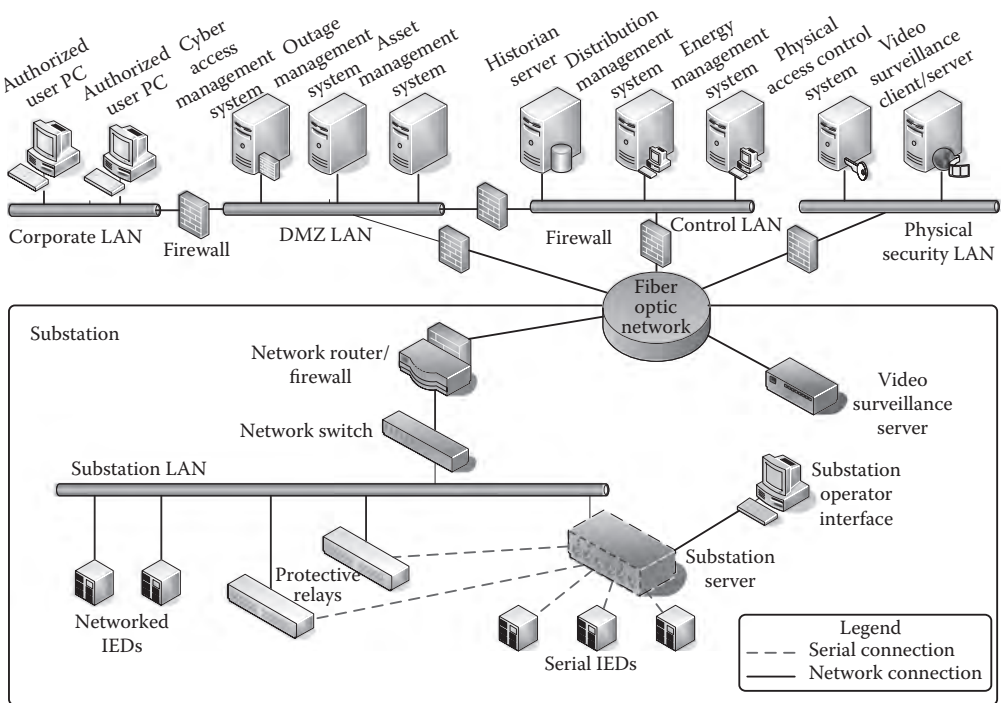 Authorized
user PC
Authorized
user PC
Cyber
access
management
system
Outage
management
system
Asset
management
system
Historian
server
Distribution
management
system
Energy
management
system
Physical
access control
system
Video
surveillance
client/server
Corporate LAN
Firewall
DMZ LAN
Firewall
Control LAN
Physical
security LAN
Fiber
optic
network
Substation
Network router/
firewall
Video
surveillance
server
Network switch
Substation LAN
Substation
operator
interface
Substation
server
Protective
relays
Networked
IEDs
Serial IEDs
Legend
Serial connection
Network connection